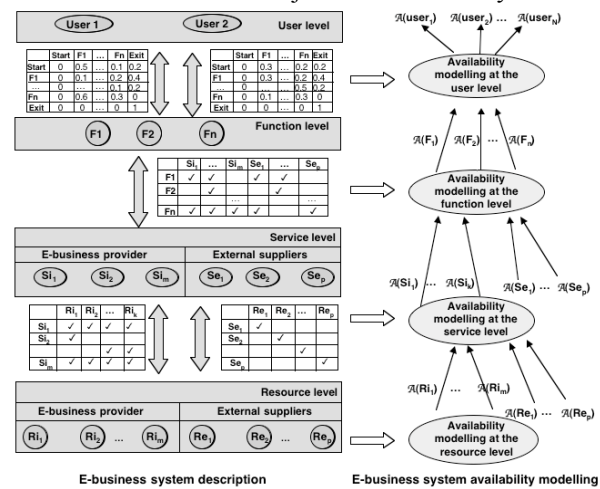 User 1 User 2 User level
Start F1 ... Fn Exit
Start 0 0.5 ... 0.1 0.2
F1 0 0.1 ... 0.2 0.4
... 0 ... 0.1 0.2
Fn 0 0.6 ... 0.3 0
Exit 0 0 ... 0 1
Start F1 ... Fn Exit
Start 0 0.3 ... 0.2 0.2
F1 0 0.3 ... 0.2 0.4
... 0 ... 0.5 0.2
Fn 0 0.1 ... 0.3 0
Exit 0 0 ... 0 1
F1 F2 Fn Function level
Si1 ... Sim Se1 ... Sep
F1 ✓ ✓ ✓ ✓
F2 ✓ ✓
... ...
Fn ✓ ✓ ✓ ✓ ✓
Service level
E-business provider External suppliers
Si1 Si2 Sim Se1 Se2 Sep
Ri1 Ri2 ... Rik
Si1 ✓ ✓ ✓ ✓
Si2 ✓
✓ ✓
Sim ✓ ✓ ✓
Re1 Re2 ... Rep
Se1 ✓
Se2 ✓
✓
Sep ✓
Resource level
E-business provider External suppliers
Ri1 Ri2 ... Rim Re1 Re2 ... Rep
E-business system description
A(user1) A(user2) ... A(userN)
Availability
modelling at the
user level
A(F1) A(F2) ... A(Fn)
Availability
modelling at the
function level
A(Si1) ... A(Sik) A(Se1) ... A(Sep)
Availability
modelling at the
service level
A(Ri1) ... A(Rim)
A(Re1) ... A(Rep)
Availability
modelling at the
resource level
E-business system availability modelling